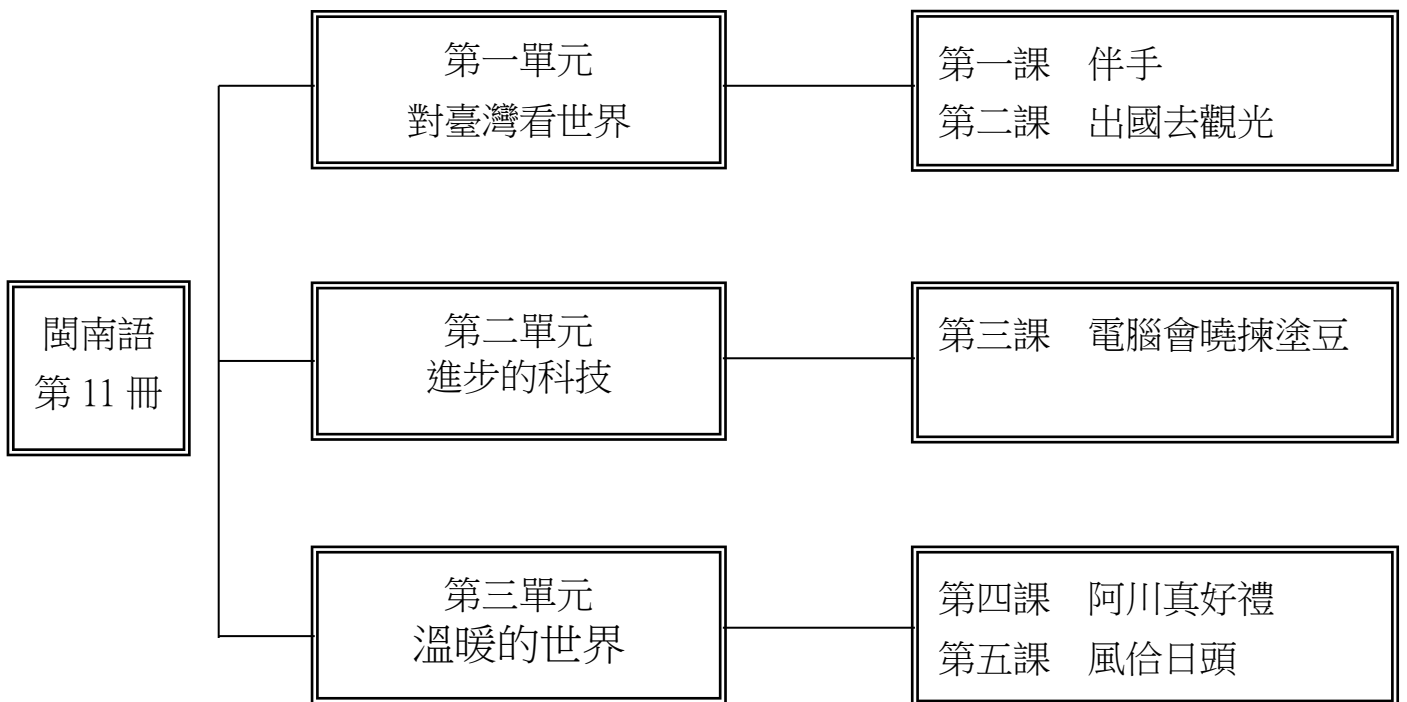 閩南語
第 11 冊
第一單元
對臺灣看世界
第一課　伴手
第二課　出國去觀光
第二單元
進步的科技
第三課　電腦會曉揀塗豆
第三單元
溫暖的世界
第四課　阿川真好禮
第五課　風佮日頭